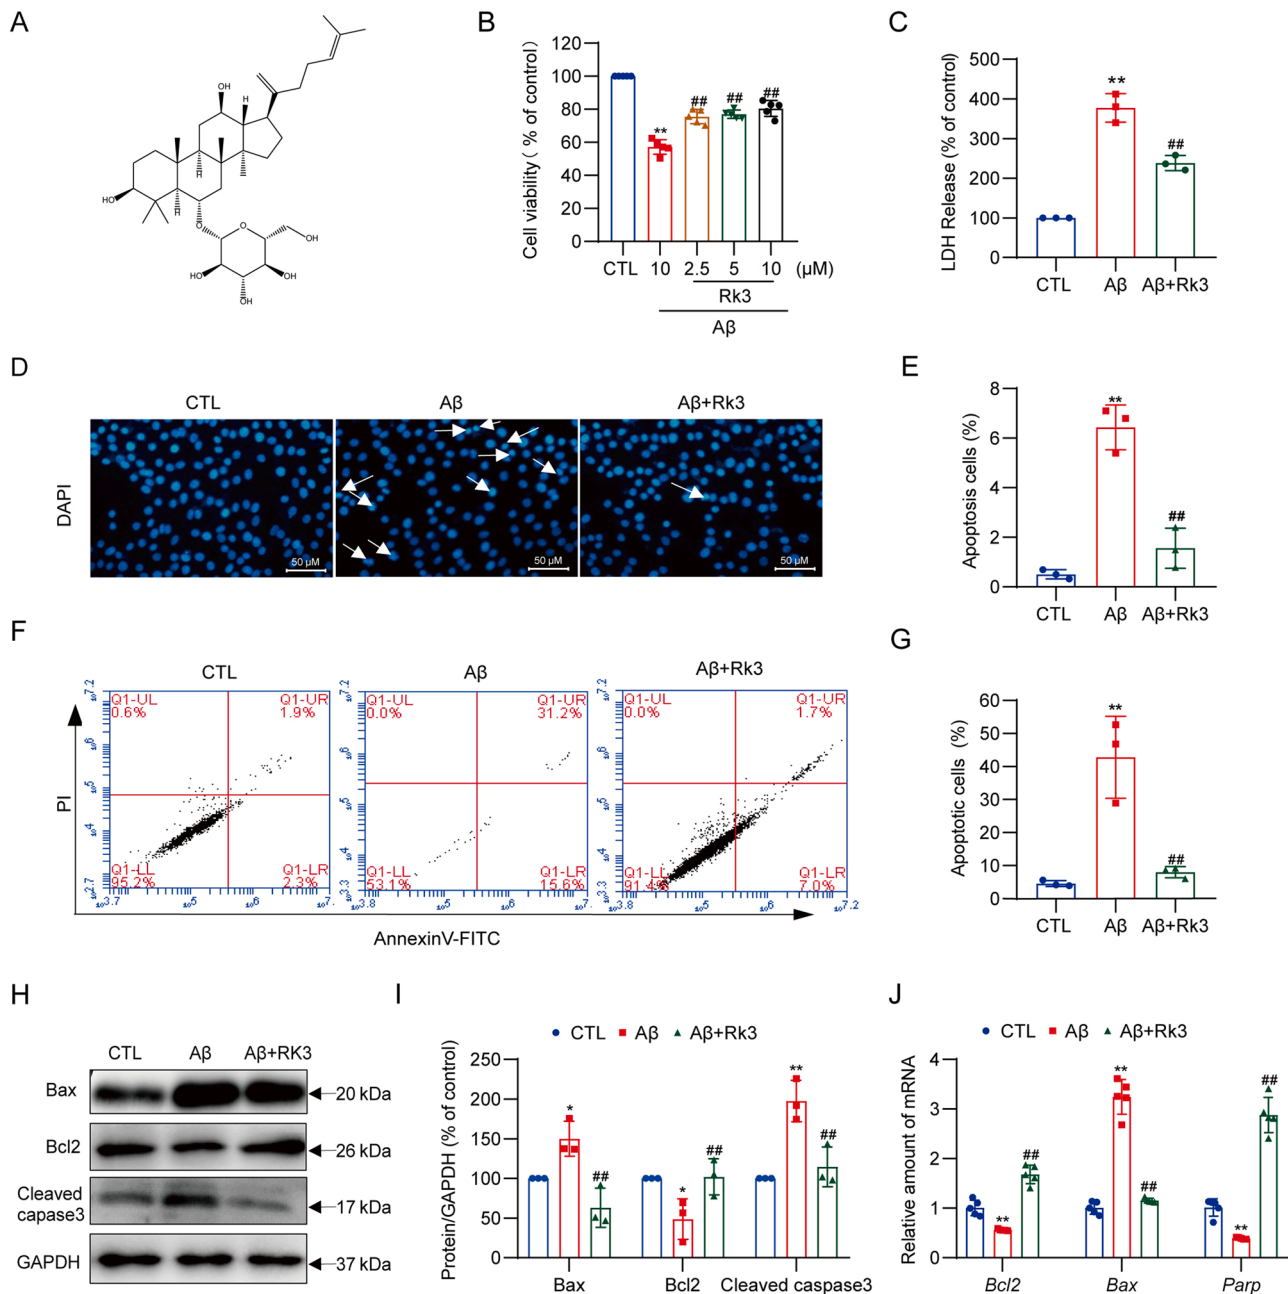 A
OH
H
H
H
HO
O
O
OH
HO
OH
OH
B
Cell viability ( % of control)
120
100
80
60
40
20
0
**
##
##
##
CTL
10
2.5
5
10
(μM)
Rk3
Aβ
C
LDH Release (% of control)
500
400
300
200
100
0
**
##
CTL
Aβ
Aβ+Rk3
D
CTL
Aβ
Aβ+Rk3
DAPI
50 μM
50 μM
50 μM
E
Apoptosis cells (%)
8
6
4
2
0
**
##
CTL
Aβ
Aβ+Rk3
F
CTL
Aβ
Aβ+Rk3
PI
Q1-UL
0.6%
Q1-UR
1.9%
Q1-LL
95.2%
Q1-LR
2.3%
Q1-UL
0.0%
Q1-UR
31.2%
Q1-LL
53.1%
Q1-LR
15.6%
Q1-UL
0.0%
Q1-UR
1.7%
Q1-LL
91.4%
Q1-LR
7.0%
AnnexinV-FITC
G
Apoptotic cells (%)
60
50
40
30
20
10
0
**
##
CTL
Aβ
Aβ+Rk3
H
CTL
Aβ
Aβ+RK3
Bax
20 kDa
Bcl2
26 kDa
Cleaved
capase3
17 kDa
GAPDH
37 kDa
I
CTL
Aβ
Aβ+Rk3
Protein/GAPDH (% of control)
250
200
150
100
50
0
*
##
*
##
**
##
Bax
Bcl2
Cleaved caspase3
J
CTL
Aβ
Aβ+Rk3
Relative amount of mRNA
4
3
2
1
0
**
##
**
##
**
##
Bcl2
Bax
Parp